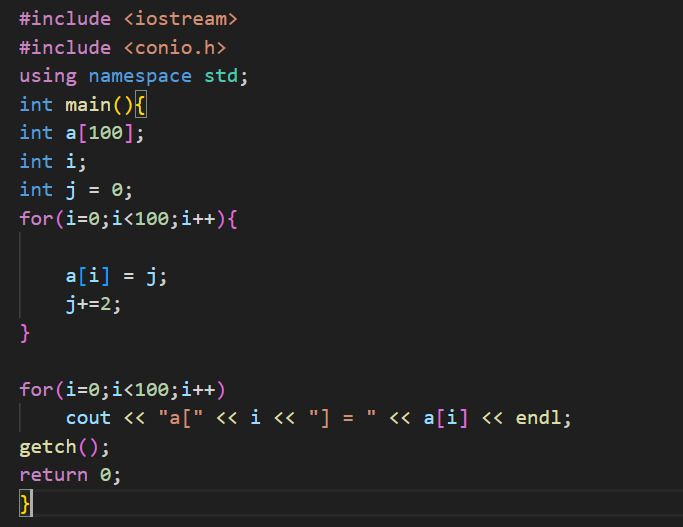 #include <iostream>
#include <conio.h>
using namespace std;
int main(){
int a[100];
int i;
int j = 0;
for(i=0;i<100;i++){
    a[i] = j;
    j+=2;
}
for(i=0;i<100;i++)
    cout << "a[" << i << "] = " << a[i] << endl;
getch();
return 0;
}